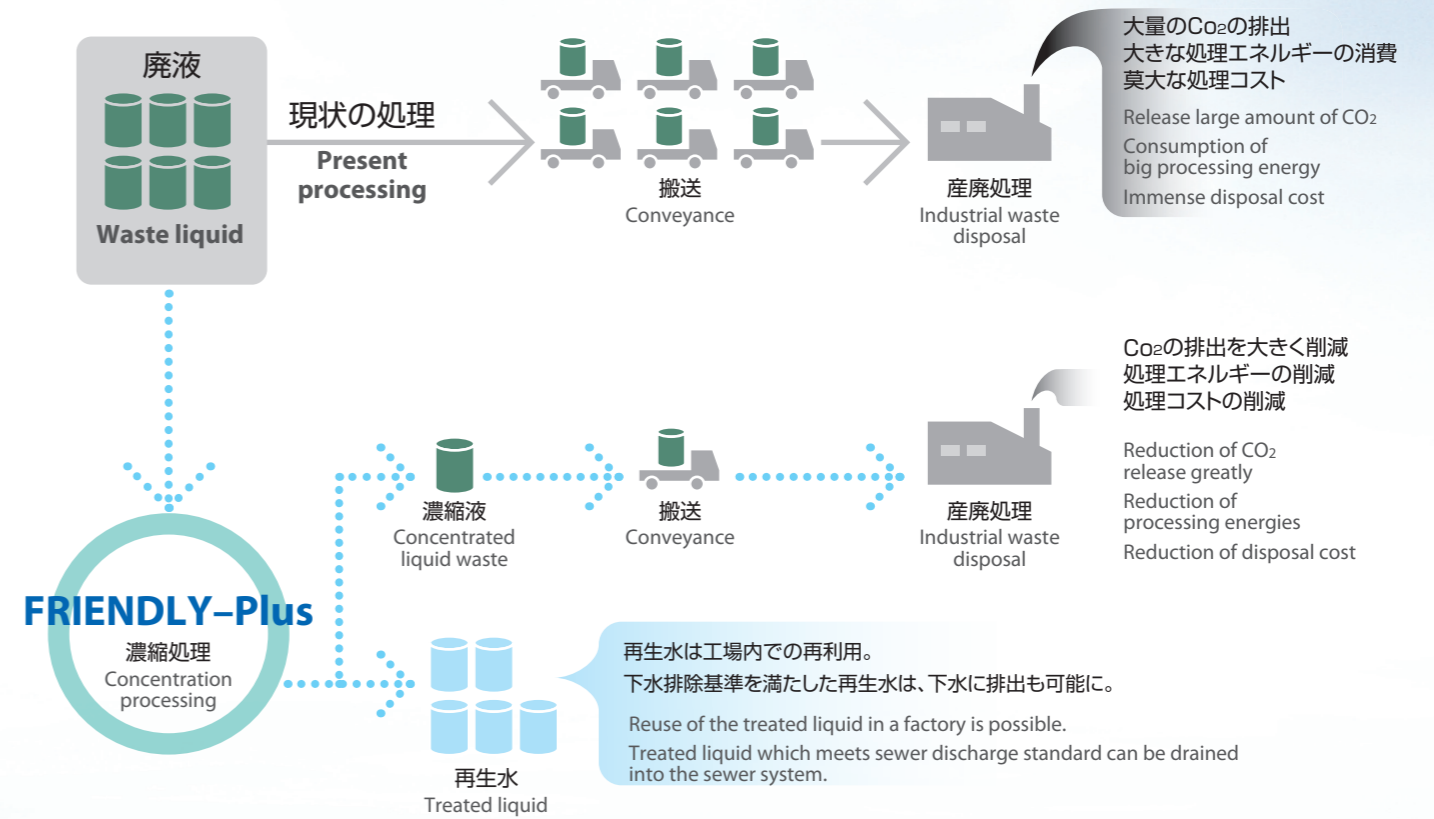 廃液
Waste liquid
現状の処理
Present
processing
搬送
Conveyance
産廃処理
Industrial waste
disposal
大量のCo₂の排出
大きな処理エネルギーの消費
莫大な処理コスト
Release large amount of CO₂
Consumption of
big processing energy
Immense disposal cost
FRIENDLY–Plus
濃縮処理
Concentration
processing
濃縮液
Concentrated
liquid waste
搬送
Conveyance
産廃処理
Industrial waste
disposal
Co₂の排出を大きく削減
処理エネルギーの削減
処理コストの削減
Reduction of CO₂
release greatly
Reduction of
processing energies
Reduction of disposal cost
再生水
Treated liquid
再生水は工場内での再利用。
下水排除基準を満たした再生水は、下水に排出も可能に。
Reuse of the treated liquid in a factory is possible.
Treated liquid which meets sewer discharge standard can be drained
into the sewer system.